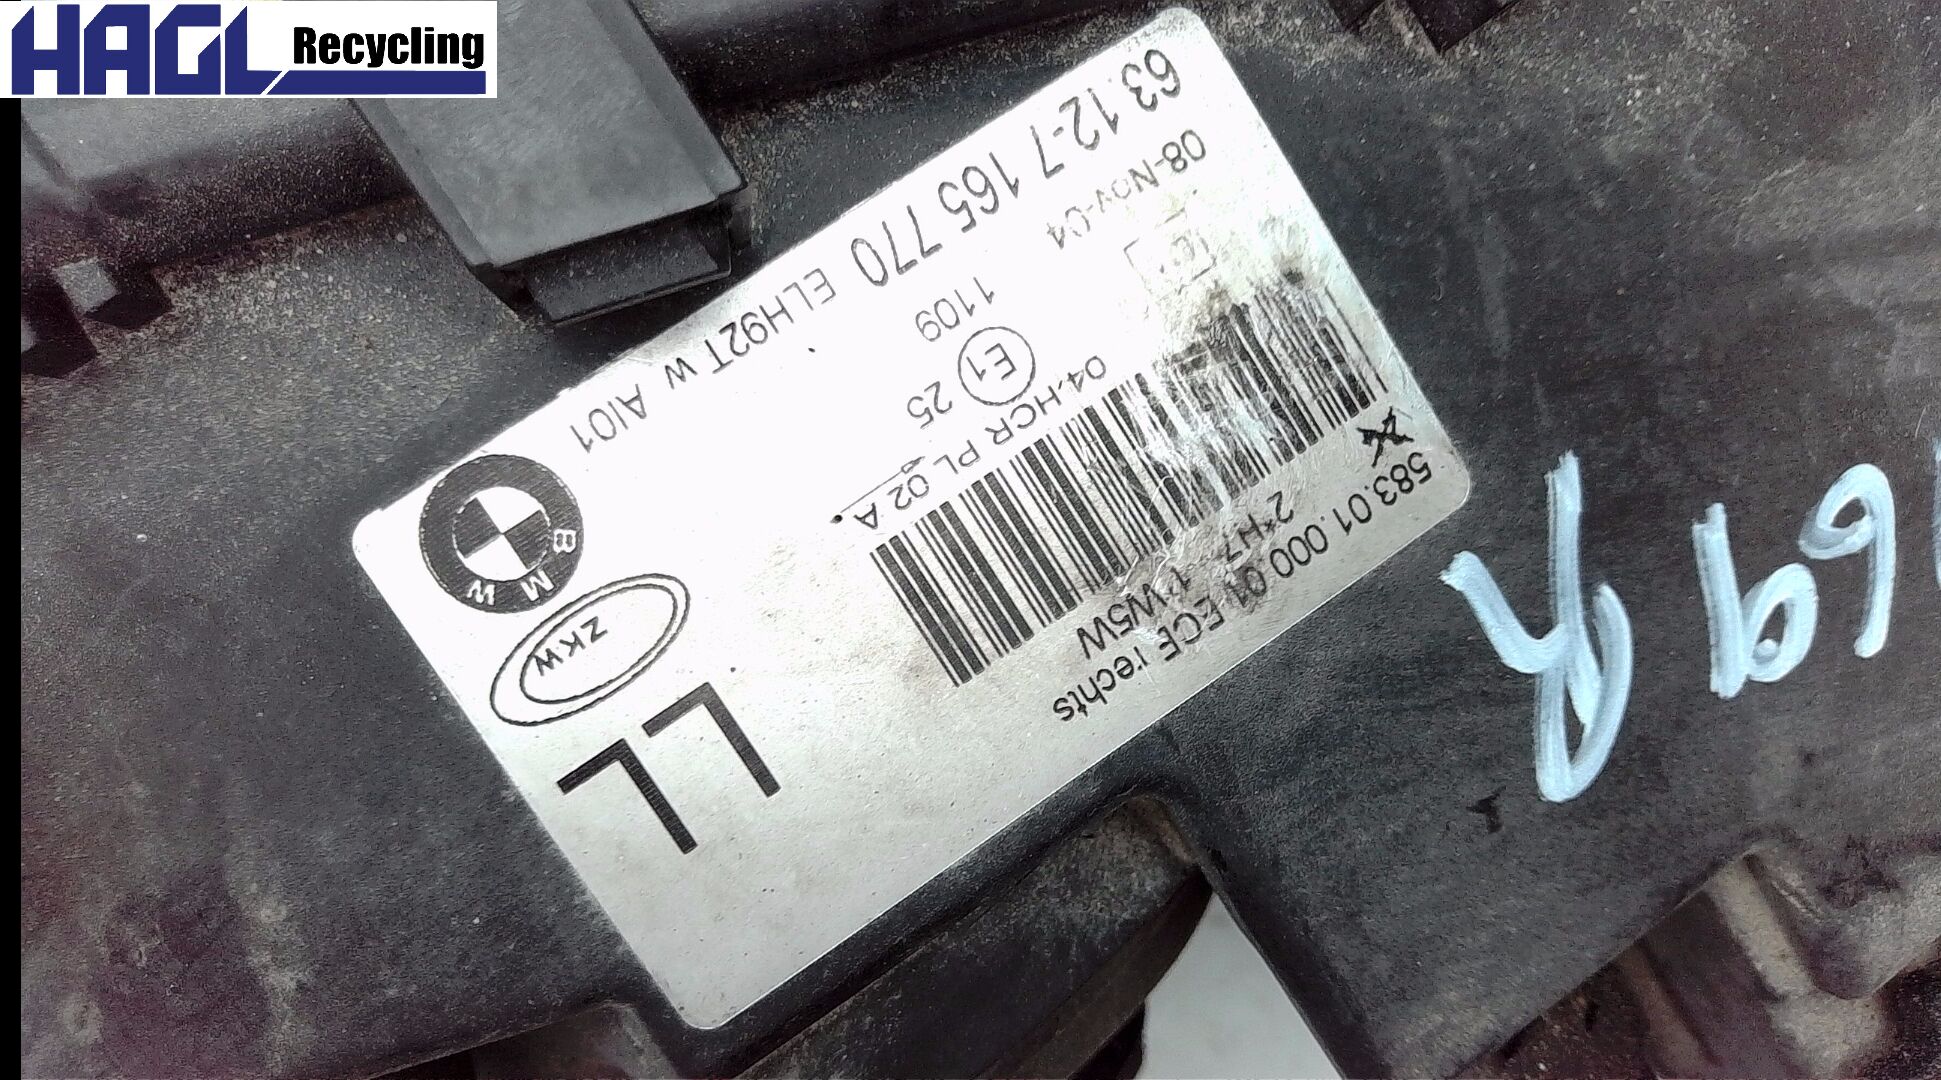 HAGL Recycling
63.12-7 165 770 ELH92T W AI01
08-Nov-04
1109
E1 25
04.HCR PL 02 A
583.01.000.01 ECE rechts
2*H7 1*W5W
BMW
ZKW
LL